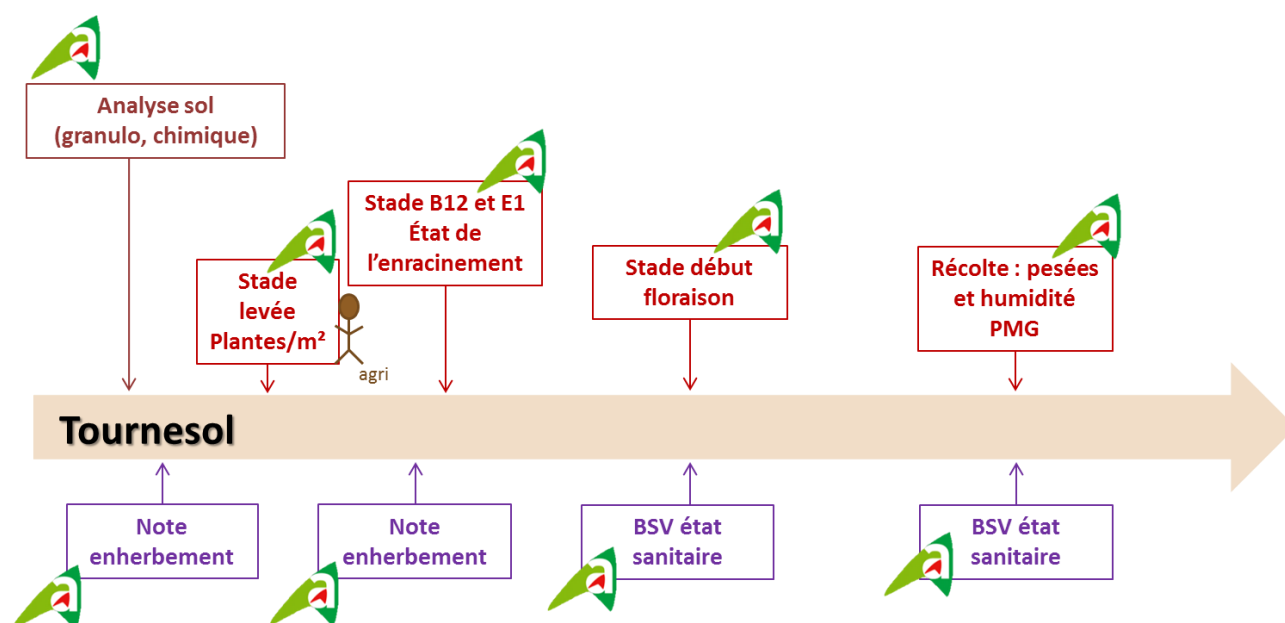 Analyse sol
(granulo, chimique)
Stade B12 et E1
État de
l’enracinement
Stade
levée
Plantes/m²
agri
Stade début
floraison
Récolte : pesées
et humidité
PMG
Tournesol
Note
enherbement
Note
enherbement
BSV état
sanitaire
BSV état
sanitaire